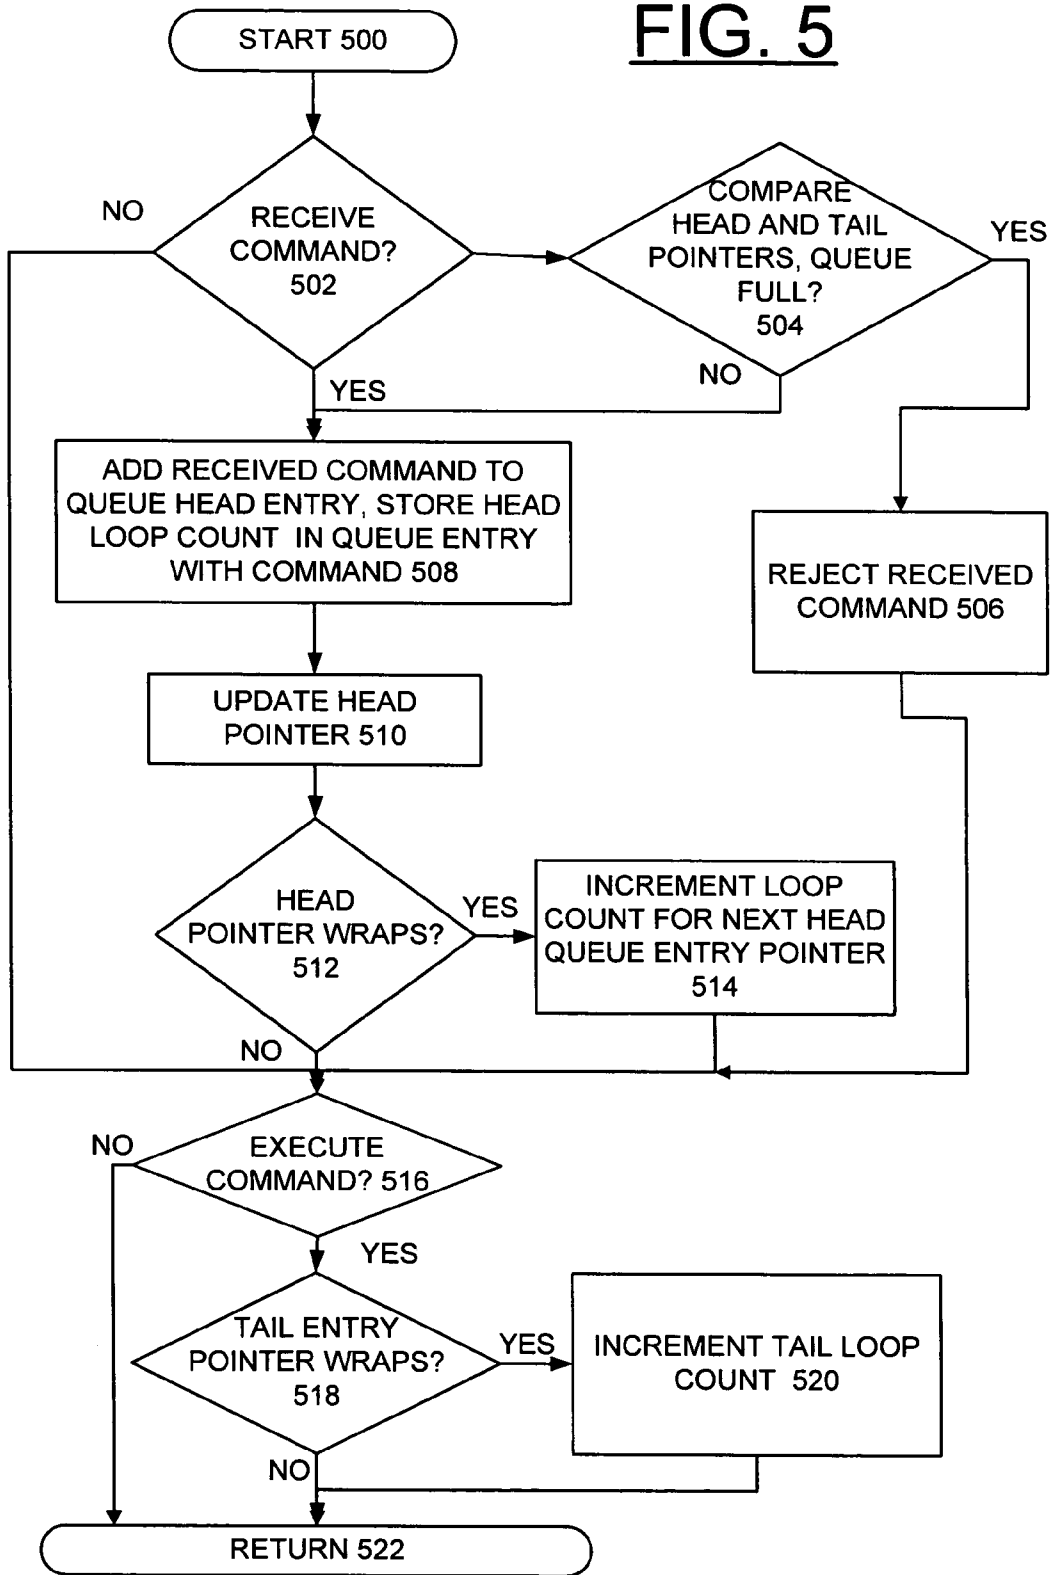 FIG. 5
START 500
NO
RECEIVE
COMMAND?
502
COMPARE
HEAD AND TAIL
POINTERS, QUEUE
FULL?
504
YES
YES
NO
ADD RECEIVED COMMAND TO
QUEUE HEAD ENTRY, STORE HEAD
LOOP COUNT IN QUEUE ENTRY
WITH COMMAND 508
REJECT RECEIVED
COMMAND 506
UPDATE HEAD
POINTER 510
HEAD
POINTER WRAPS?
512
YES
INCREMENT LOOP
COUNT FOR NEXT HEAD
QUEUE ENTRY POINTER
514
NO
NO
EXECUTE
COMMAND? 516
YES
TAIL ENTRY
POINTER WRAPS?
518
YES
INCREMENT TAIL LOOP
COUNT 520
NO
RETURN 522